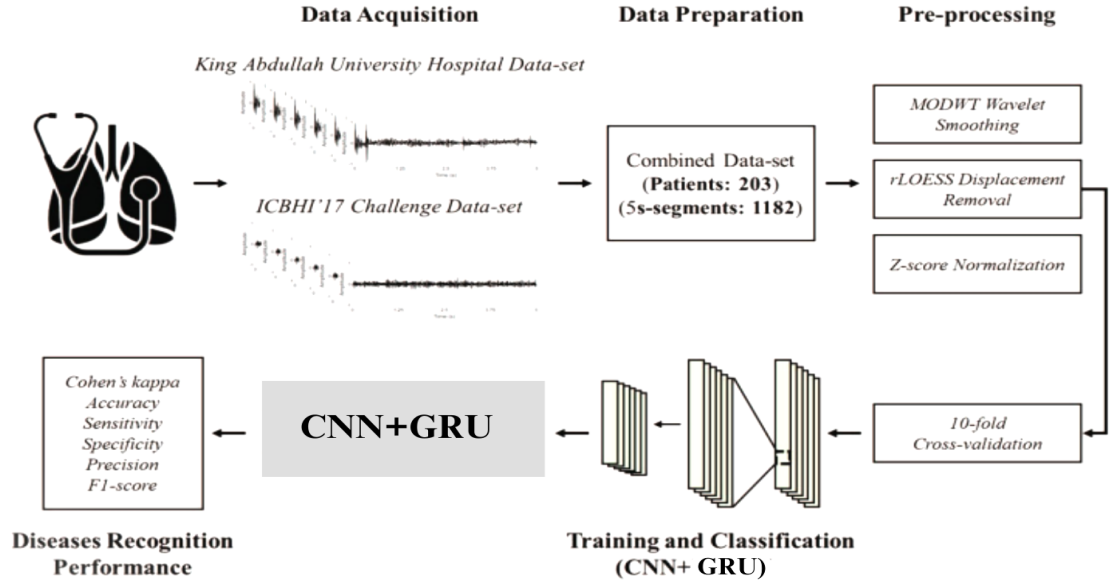 Data Acquisition
Data Preparation
Pre-processing
King Abdullah University Hospital Data-set
MODWT Wavelet
Smoothing
Combined Data-set
(Patients: 203)
(5s-segments: 1182)
rLOESS Displacement
Removal
ICBHI'17 Challenge Data-set
Z-score Normalization
Cohen's kappa
Accuracy
Sensitivity
Specificity
Precision
F1-score
CNN+GRU
10-fold
Cross-validation
Diseases Recognition
Performance
Training and Classification
(CNN+ GRU)